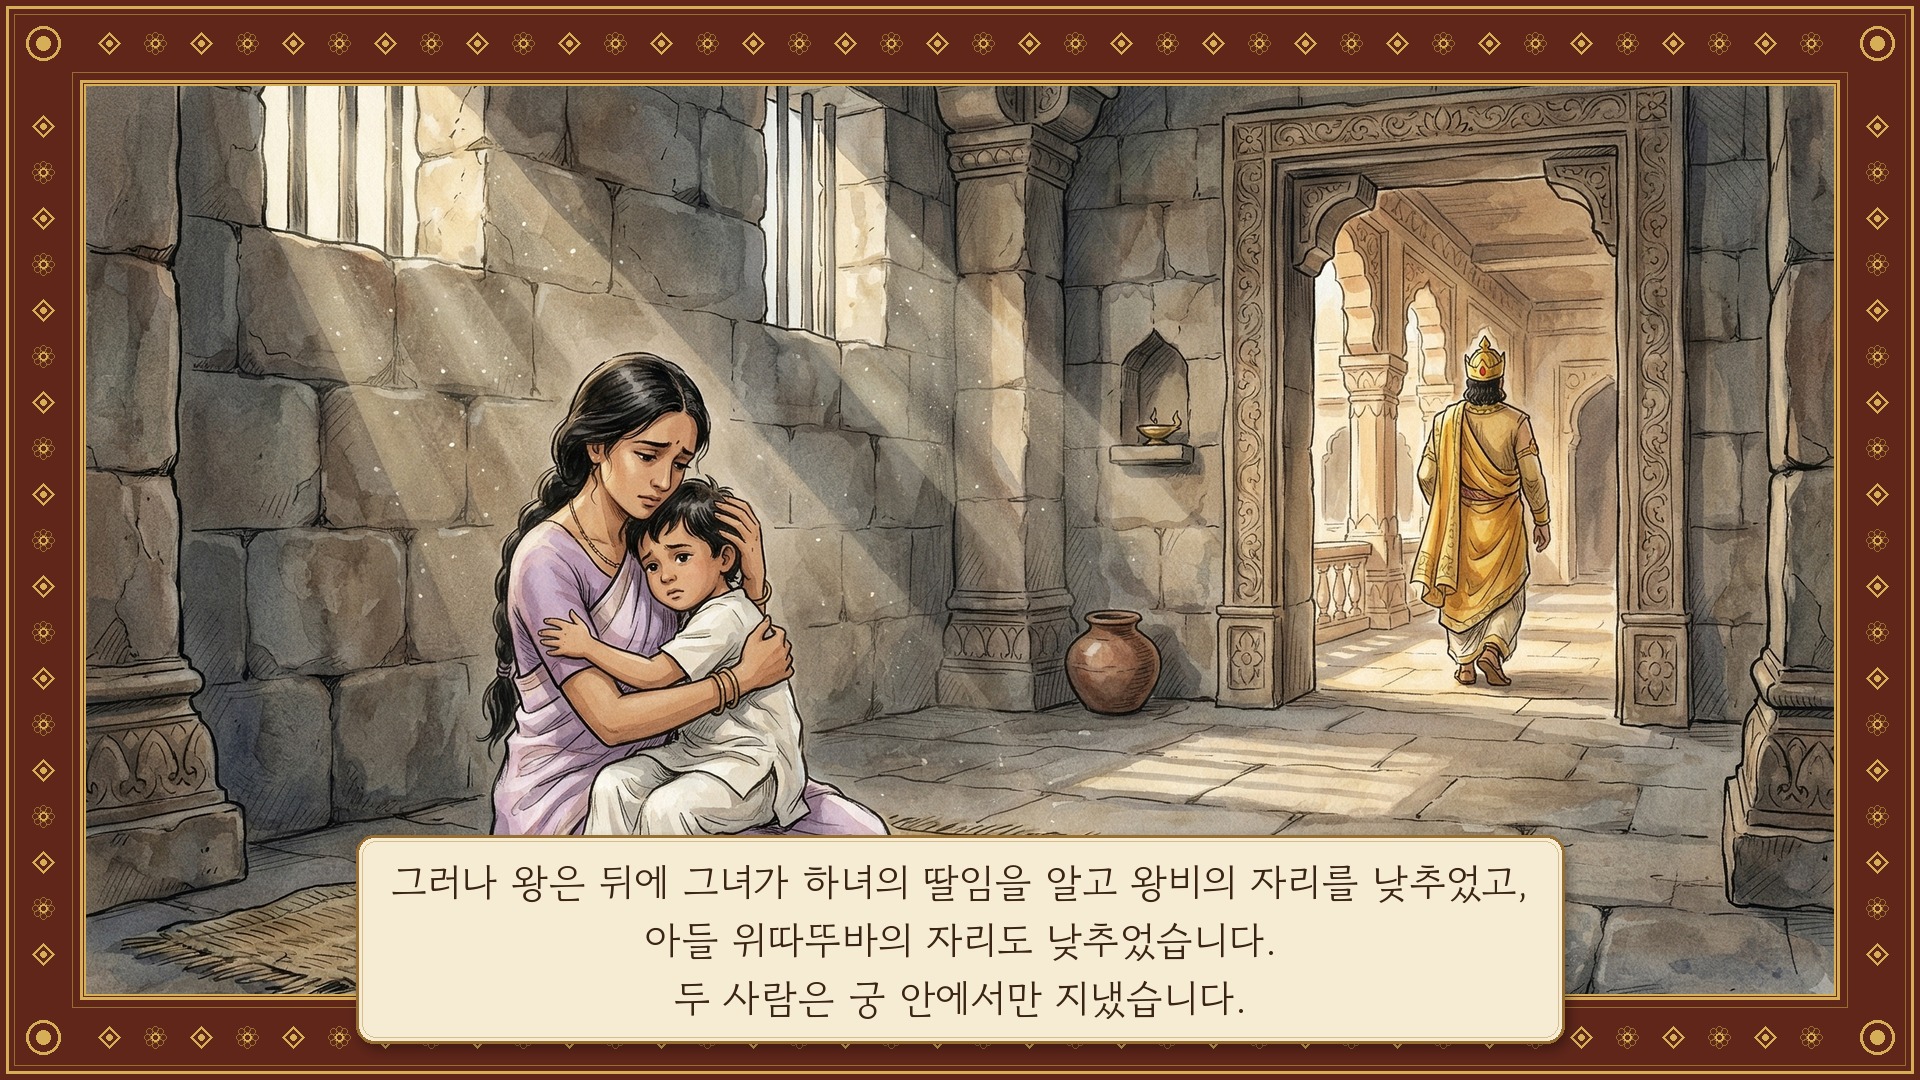 그러나 왕은 뒤에 그녀가 하녀의 딸임을 알고 왕비의 자리를 낮추었고,
아들 위따뚜바의 자리도 낮추었습니다.
두 사람은 궁 안에서만 지냈습니다.